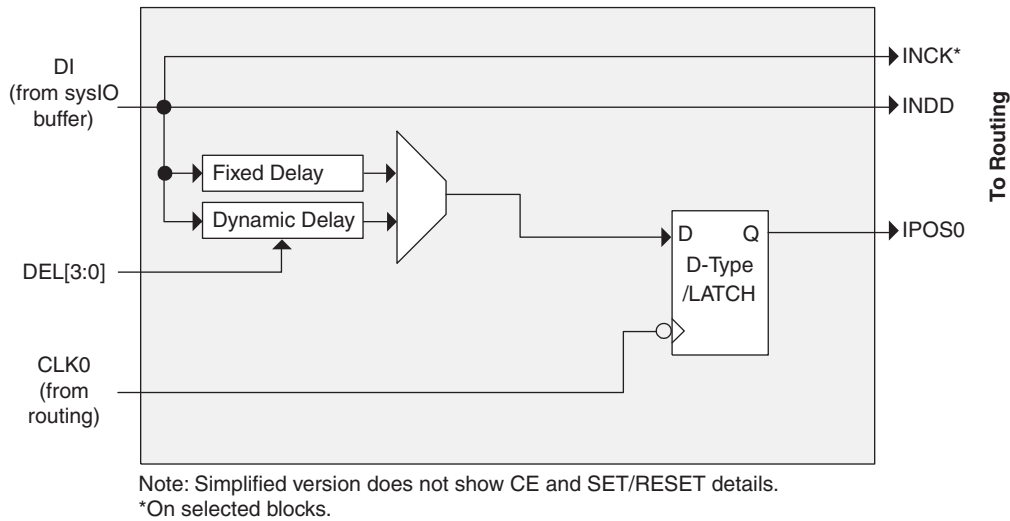 DI
(from sysIO
buffer)
INCK*
INDD
To Routing
Fixed Delay
Dynamic Delay
DEL[3:0]
D Q
D-Type
/LATCH
IPOS0
CLK0
(from
routing)
Note: Simplified version does not show CE and SET/RESET details.
*On selected blocks.